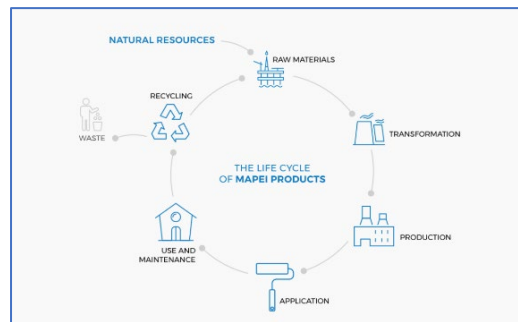 NATURAL RESOURCES
RAW MATERIALS
RECYCLING
WASTE
TRANSFORMATION
THE LIFE CYCLE
OF MAPEI PRODUCTS
USE AND
MAINTENANCE
PRODUCTION
APPLICATION